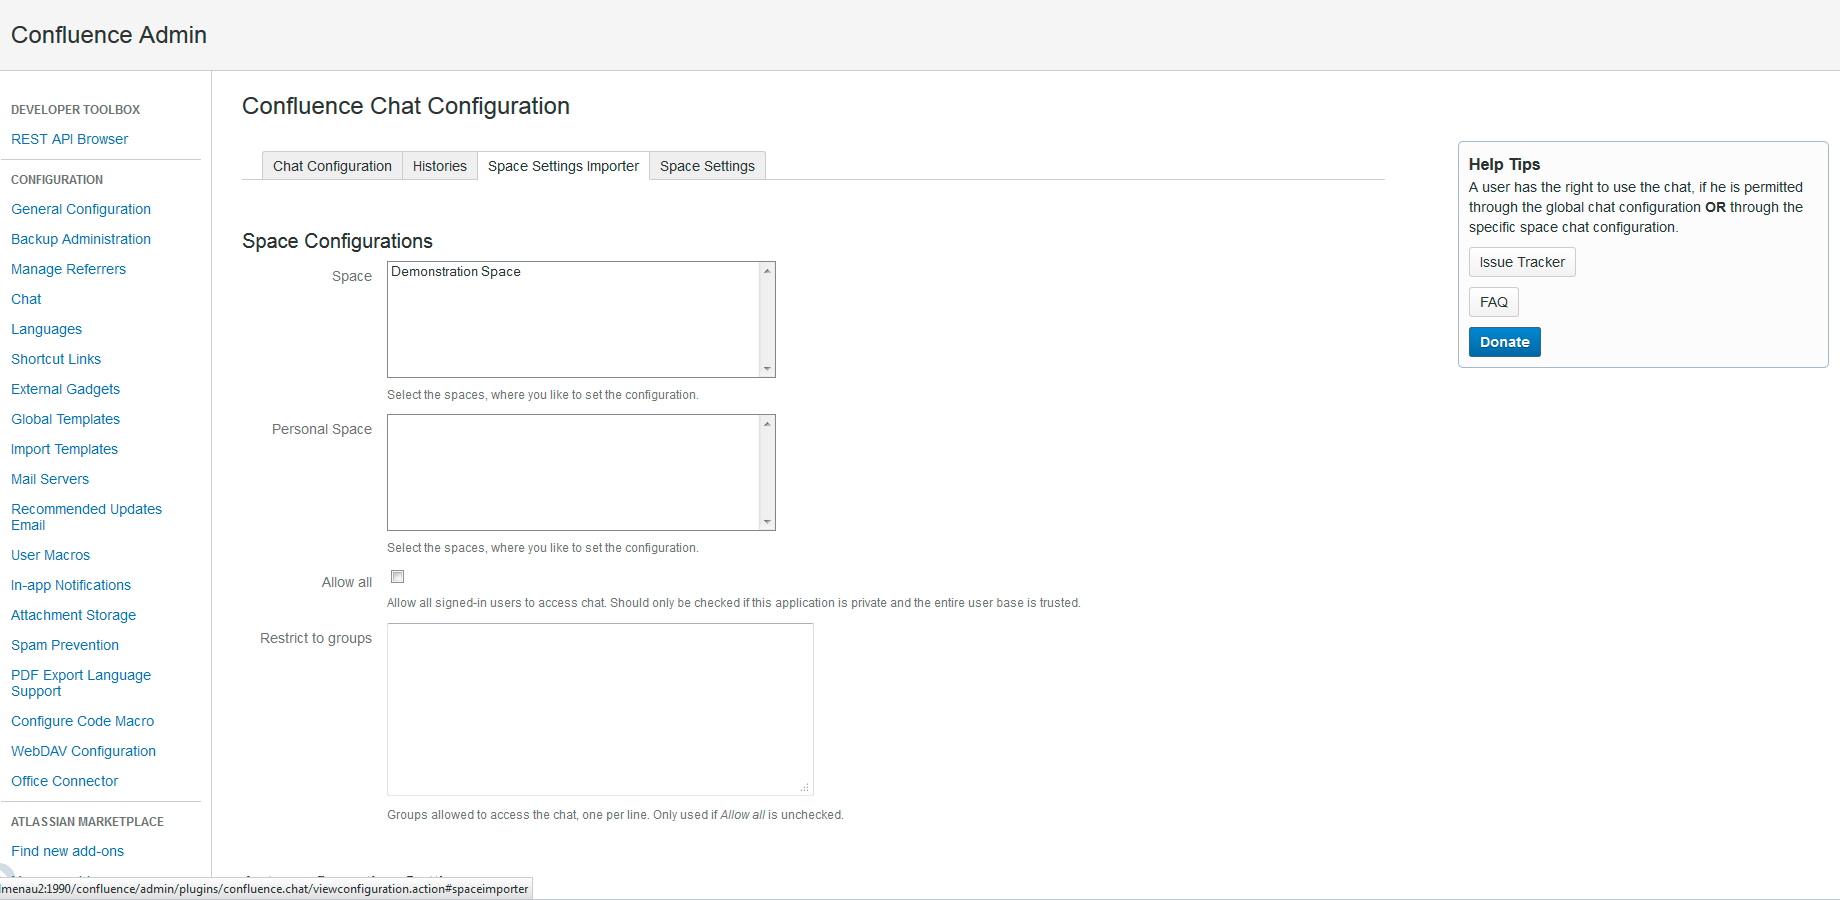 Confluence Admin
DEVELOPER TOOLBOX
REST API Browser
CONFIGURATION
General Configuration
Backup Administration
Manage Referrers
Chat
Languages
Shortcut Links
External Gadgets
Global Templates
Import Templates
Mail Servers
Recommended Updates
Email
User Macros
In-app Notifications
Attachment Storage
Spam Prevention
PDF Export Language
Support
Configure Code Macro
WebDAV Configuration
Office Connector
ATLASSIAN MARKETPLACE
Find new add-ons
Confluence Chat Configuration
Chat Configuration
Histories
Space Settings Importer
Space Settings
Space Configurations
Space
Demonstration Space
Select the spaces, where you like to set the configuration.
Personal Space
Select the spaces, where you like to set the configuration.
Allow all
Allow all signed-in users to access chat. Should only be checked if this application is private and the entire user base is trusted.
Restrict to groups
Groups allowed to access the chat, one per line. Only used if Allow all is unchecked.
Help Tips
A user has the right to use the chat, if he is permitted
through the global chat configuration OR through the
specific space chat configuration.
Issue Tracker
FAQ
Donate
lmenau2:1990/confluence/admin/plugins/confluence.chat/viewconfiguration.action#spaceimporter